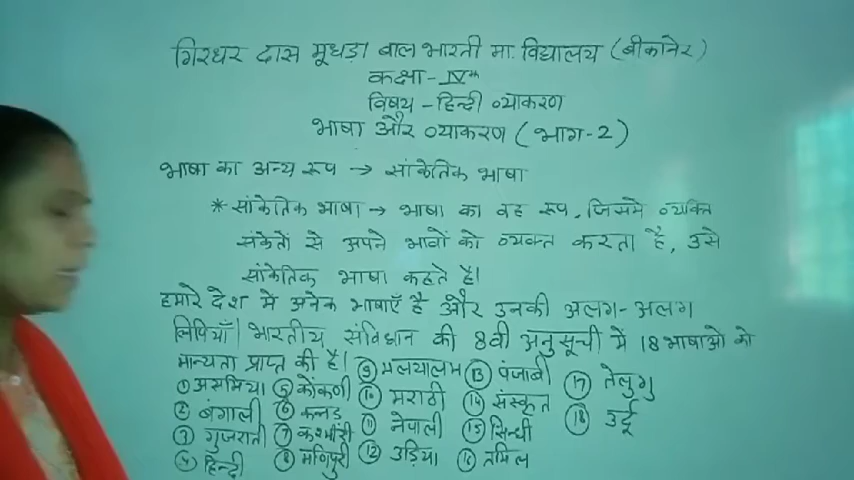 गिरधर दास मूधड़ा बाल भारती मा. विद्यालय (बीकानेर)
कक्षा - IVth
विषय - हिन्दी व्याकरण
भाषा और व्याकरण (भाग-2)
भाषा का अन्य रूप → सांकेतिक भाषा
* सांकेतिक भाषा → भाषा का वह रूप, जिसमे व्यक्ति
संकेतों से अपने भावों को व्यक्त करता है, उसे
सांकेतिक भाषा कहते है।
हमारे देश मे अनेक भाषाएँ है और उनकी अलग-अलग
लिपियाँ। भारतीय संविधान की 8वी अनुसूची में 18 भाषाओ को
मान्यता प्राप्त की है।
① असमिया ⑤ कोंकणी ⑨ मलयालम ⑬ पंजाबी ⑰ तेलुगु
② बंगाली ⑥ कन्नड ⑩ मराठी ⑭ संस्कृत ⑱ उर्दू
③ गुजराती ⑦ कश्मीरी ⑪ नेपाली ⑮ सिन्धी
④ हिन्दी ⑧ मणिपुरी ⑫ उड़िया ⑯ तमिल